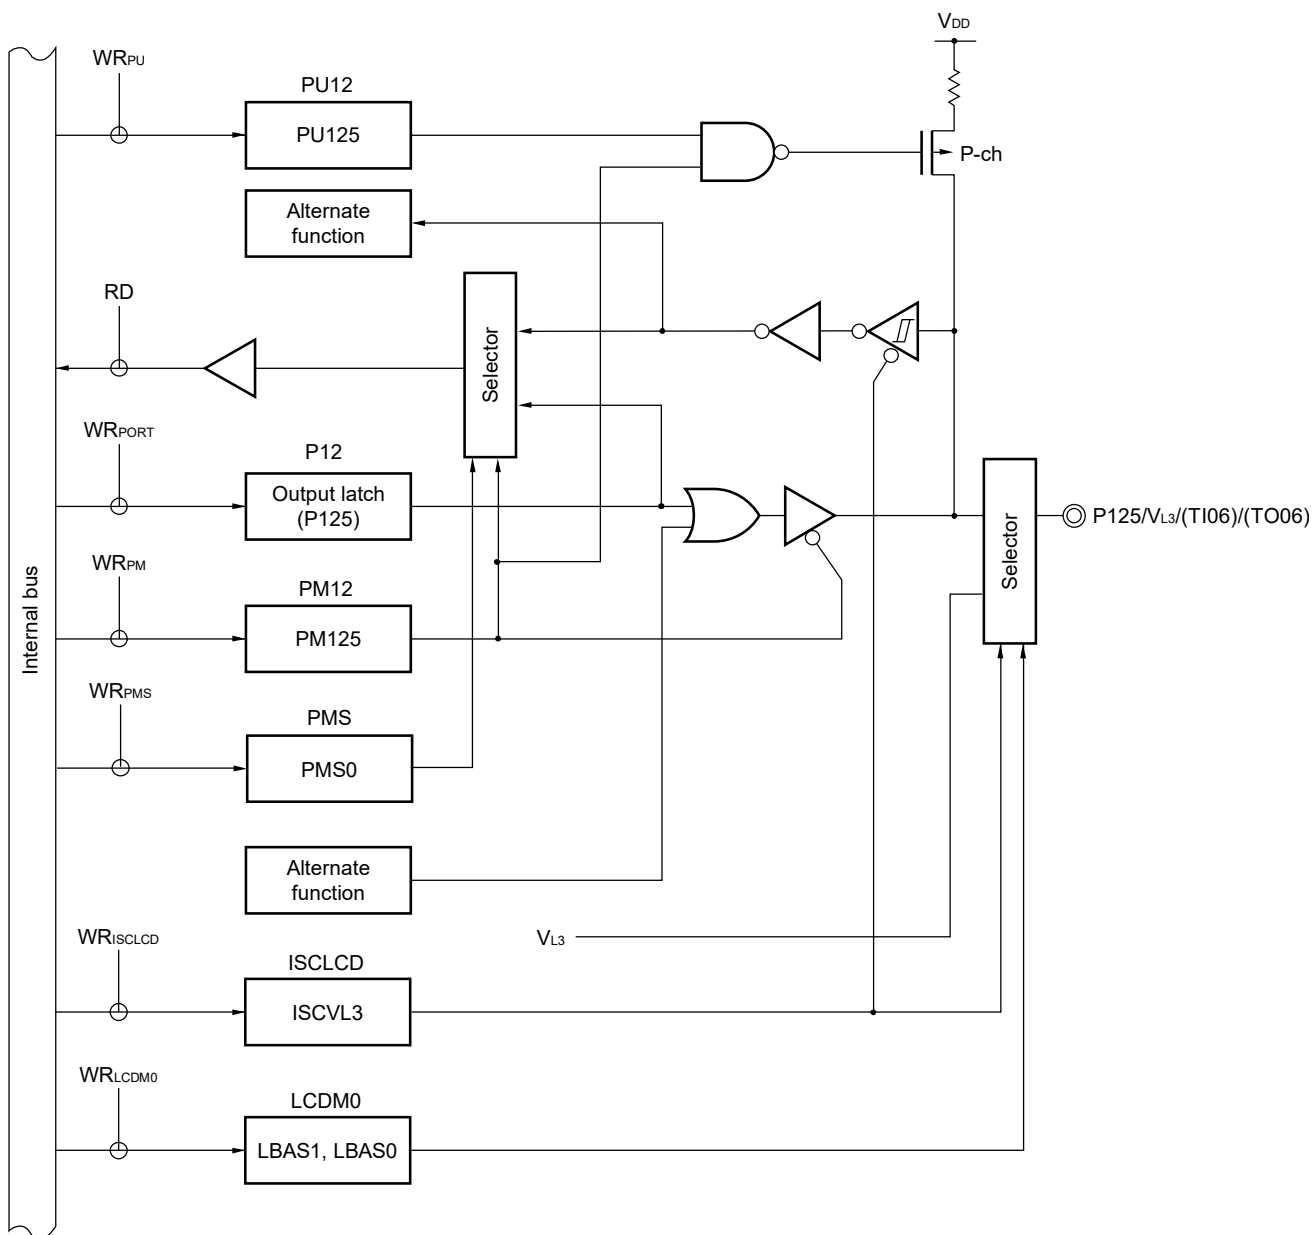 VDD
WRPU
PU12
PU125
P-ch
Alternate
function
RD
Selector
WRPORT
P12
Output latch
(P125)
P125/VL3/(TI06)/(TO06)
Selector
WRPM
PM12
PM125
Internal bus
WRPMS
PMS
PMS0
Alternate
function
WRISCLCD
VL3
ISCLCD
ISCVL3
WRLCDM0
LCDM0
LBAS1, LBAS0